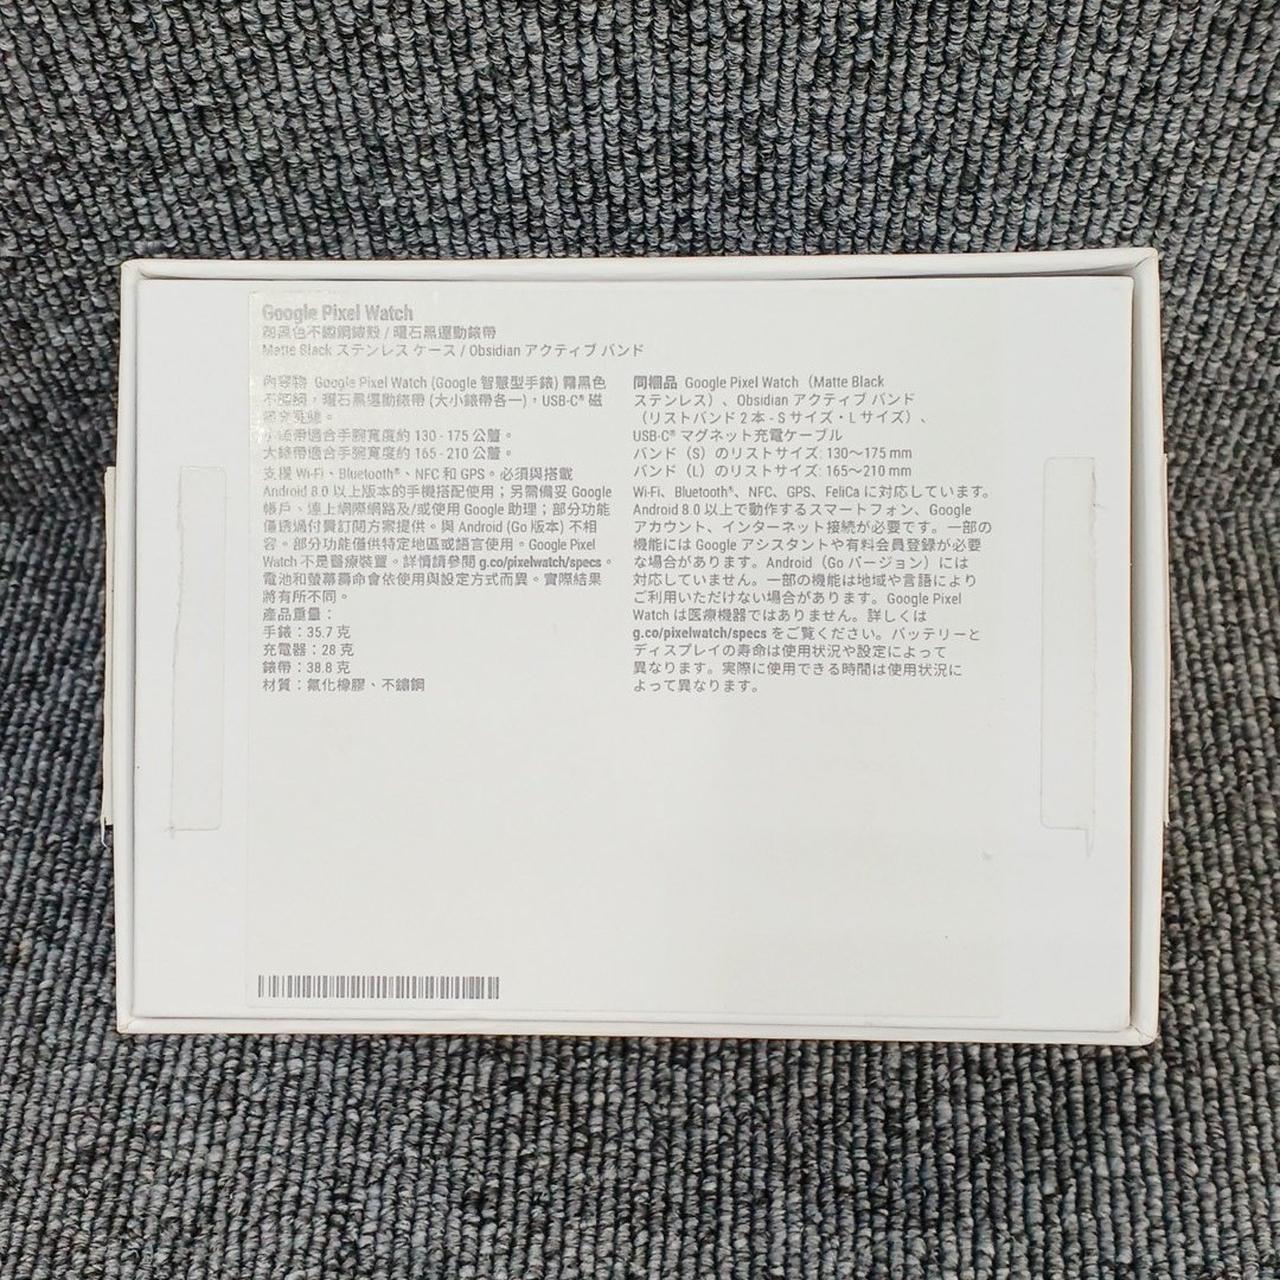 Google Pixel Watch
霧黑色不鏽鋼錶殼 / 曜石黑運動錶帶
Matte Black ステンレス ケース / Obsidian アクティブ バンド
內容物 Google Pixel Watch (Google 智慧型手錶) 霧黑色
不鏽鋼，曜石黑運動錶帶 (大小錶帶各一)，USB-C® 磁
吸充電線。
小錶帶適合手腕寬度約 130 - 175 公釐。
大錶帶適合手腕寬度約 165 - 210 公釐。
支援 Wi-Fi、Bluetooth®、NFC 和 GPS。必須與搭載
Android 8.0 以上版本的手機搭配使用；另需備妥 Google
帳戶、連上網際網路及/或使用 Google 助理；部分功能
僅透過付費訂閱方案提供。與 Android (Go 版本) 不相
容。部分功能僅供特定地區或語言使用。Google Pixel
Watch 不是醫療裝置。詳情請參閱 g.co/pixelwatch/specs。
電池和螢幕壽命會依使用與設定方式而異。實際結果
將有所不同。
產品重量：
手錶：35.7 克
充電器：28 克
錶帶：38.8 克
材質：氟化橡膠、不鏽鋼
同梱品 Google Pixel Watch（Matte Black
ステンレス）、Obsidian アクティブ バンド
（リストバンド 2 本 - S サイズ・L サイズ）、
USB-C® マグネット充電ケーブル
バンド（S）のリストサイズ: 130～175 mm
バンド（L）のリストサイズ: 165～210 mm
Wi-Fi、Bluetooth®、NFC、GPS、FeliCa に対応しています。
Android 8.0 以上で動作するスマートフォン、Google
アカウント、インターネット接続が必要です。一部の
機能には Google アシスタントや有料会員登録が必要
な場合があります。Android（Go バージョン）には
対応していません。一部の機能は地域や言語により
ご利用いただけない場合があります。Google Pixel
Watch は医療機器ではありません。詳しくは
g.co/pixelwatch/specs をご覧ください。バッテリーと
ディスプレイの寿命は使用状況や設定によって
異なります。実際に使用できる時間は使用状況に
よって異なります。